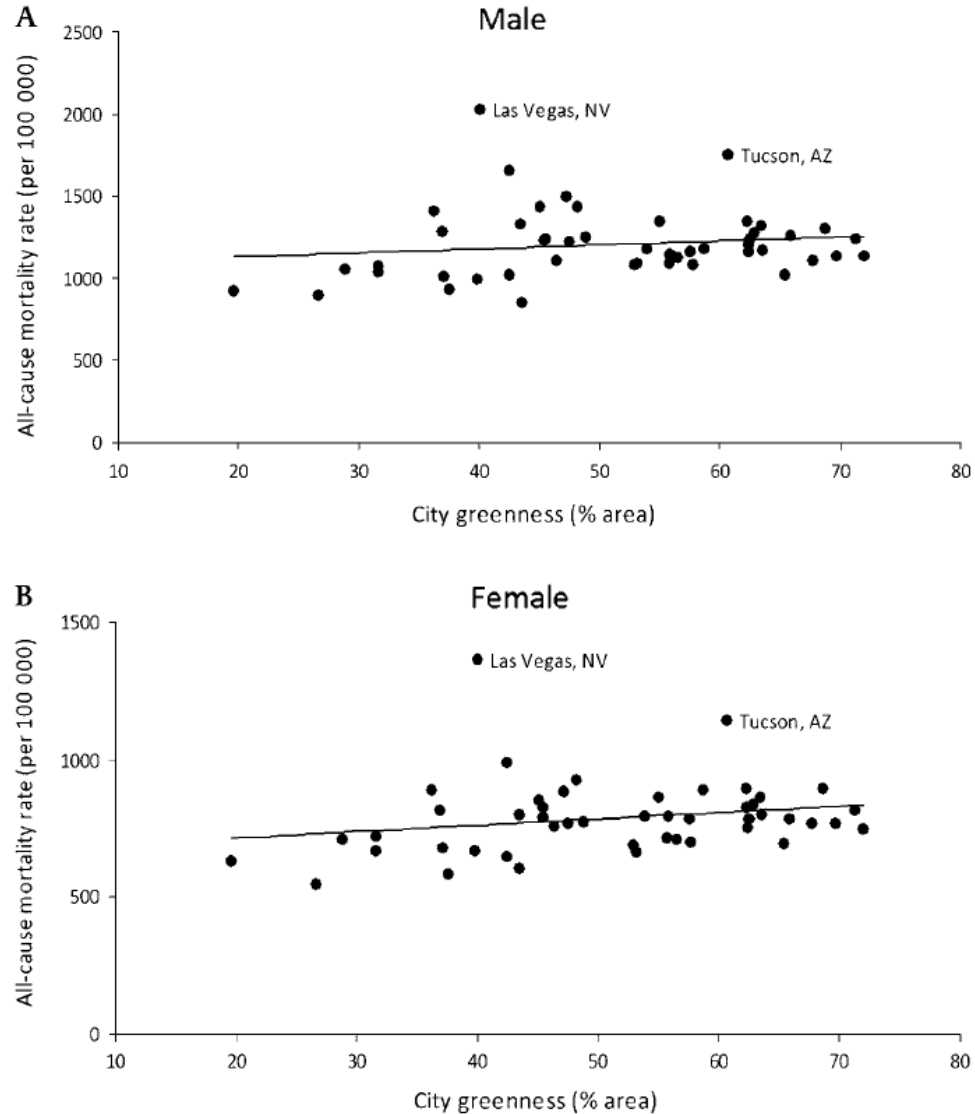 A
Male
2500
2000
1500
1000
500
0
All-cause mortality rate (per 100 000)
Las Vegas, NV
Tucson, AZ
10 20 30 40 50 60 70 80
City greenness (% area)
B
Female
1500
1000
500
0
All-cause mortality rate (per 100 000)
Las Vegas, NV
Tucson, AZ
10 20 30 40 50 60 70 80
City greenness (% area)